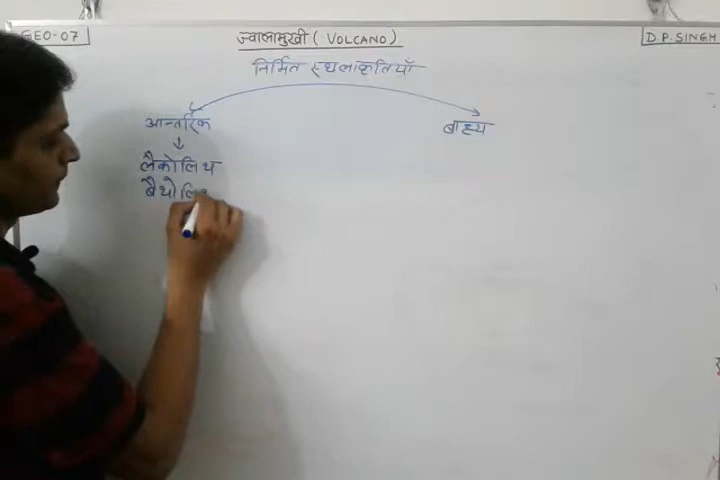 GEO-07
ज्वालामुखी (VOLCANO)
D.P. SINGH
निर्मित स्थलाकृतियाँ
आन्तरिक
बाह्य
लैकोलिथ